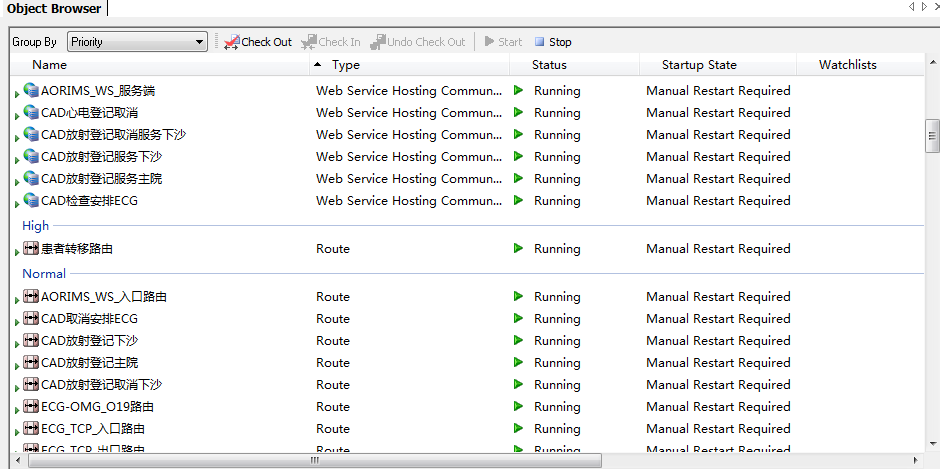 Object Browser
Group By Priority Check Out Check In Undo Check Out Start Stop
Name Type Status Startup State Watchlists
AORIMS_WS_服务端 Web Service Hosting Commun... Running Manual Restart Required
CAD心电登记取消 Web Service Hosting Commun... Running Manual Restart Required
CAD放射登记取消服务下沙 Web Service Hosting Commun... Running Manual Restart Required
CAD放射登记服务下沙 Web Service Hosting Commun... Running Manual Restart Required
CAD放射登记服务主院 Web Service Hosting Commun... Running Manual Restart Required
CAD检查安排ECG Web Service Hosting Commun... Running Manual Restart Required
High
患者转移路由 Route Running Manual Restart Required
Normal
AORIMS_WS_入口路由 Route Running Manual Restart Required
CAD取消安排ECG Route Running Manual Restart Required
CAD放射登记下沙 Route Running Manual Restart Required
CAD放射登记主院 Route Running Manual Restart Required
CAD放射登记取消下沙 Route Running Manual Restart Required
ECG-OMG_O19路由 Route Running Manual Restart Required
ECG_TCP_入口路由 Route Running Manual Restart Required
ECG_TCP_出口路由 Route Running Manual Restart Required